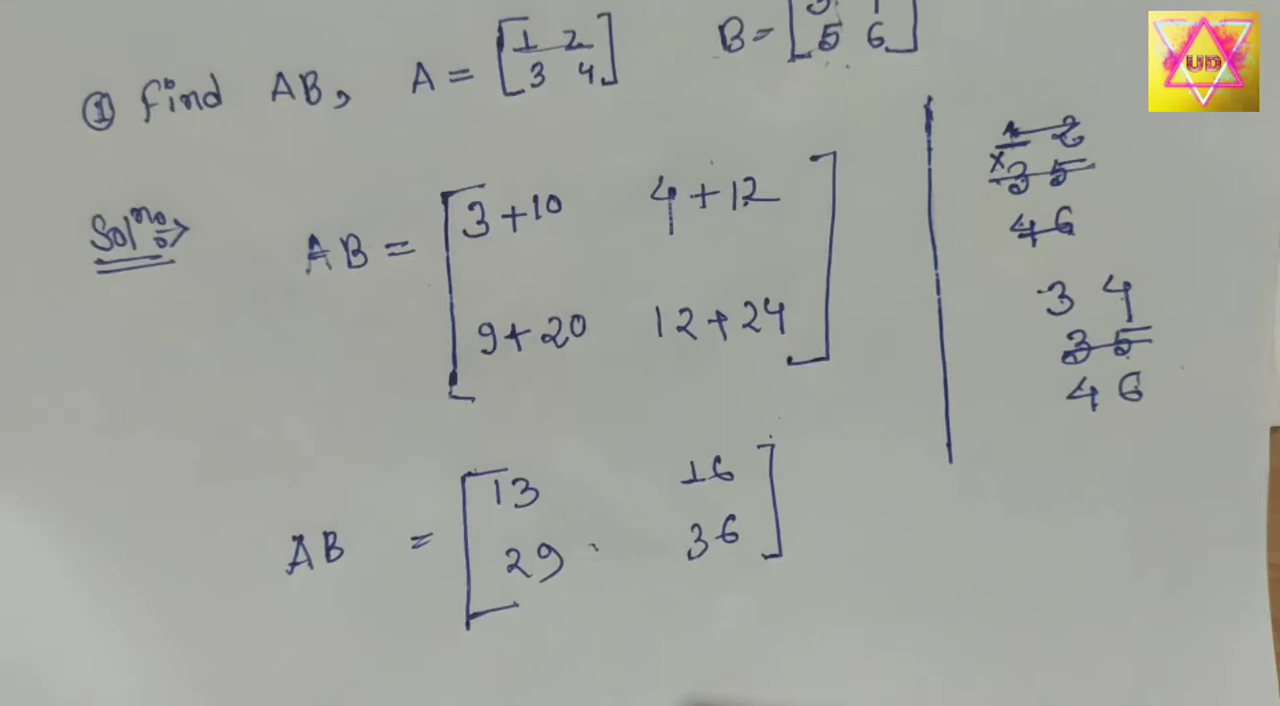 ① Find AB, A = [1 2
3 4] B = [
5 6]
Sol^n :⇒ AB = [3+10 4+12
9+20 12+24]
AB = [13 16
29 36]
1 2
× 3 5
4 6
3 4
3 5
4 6
UD